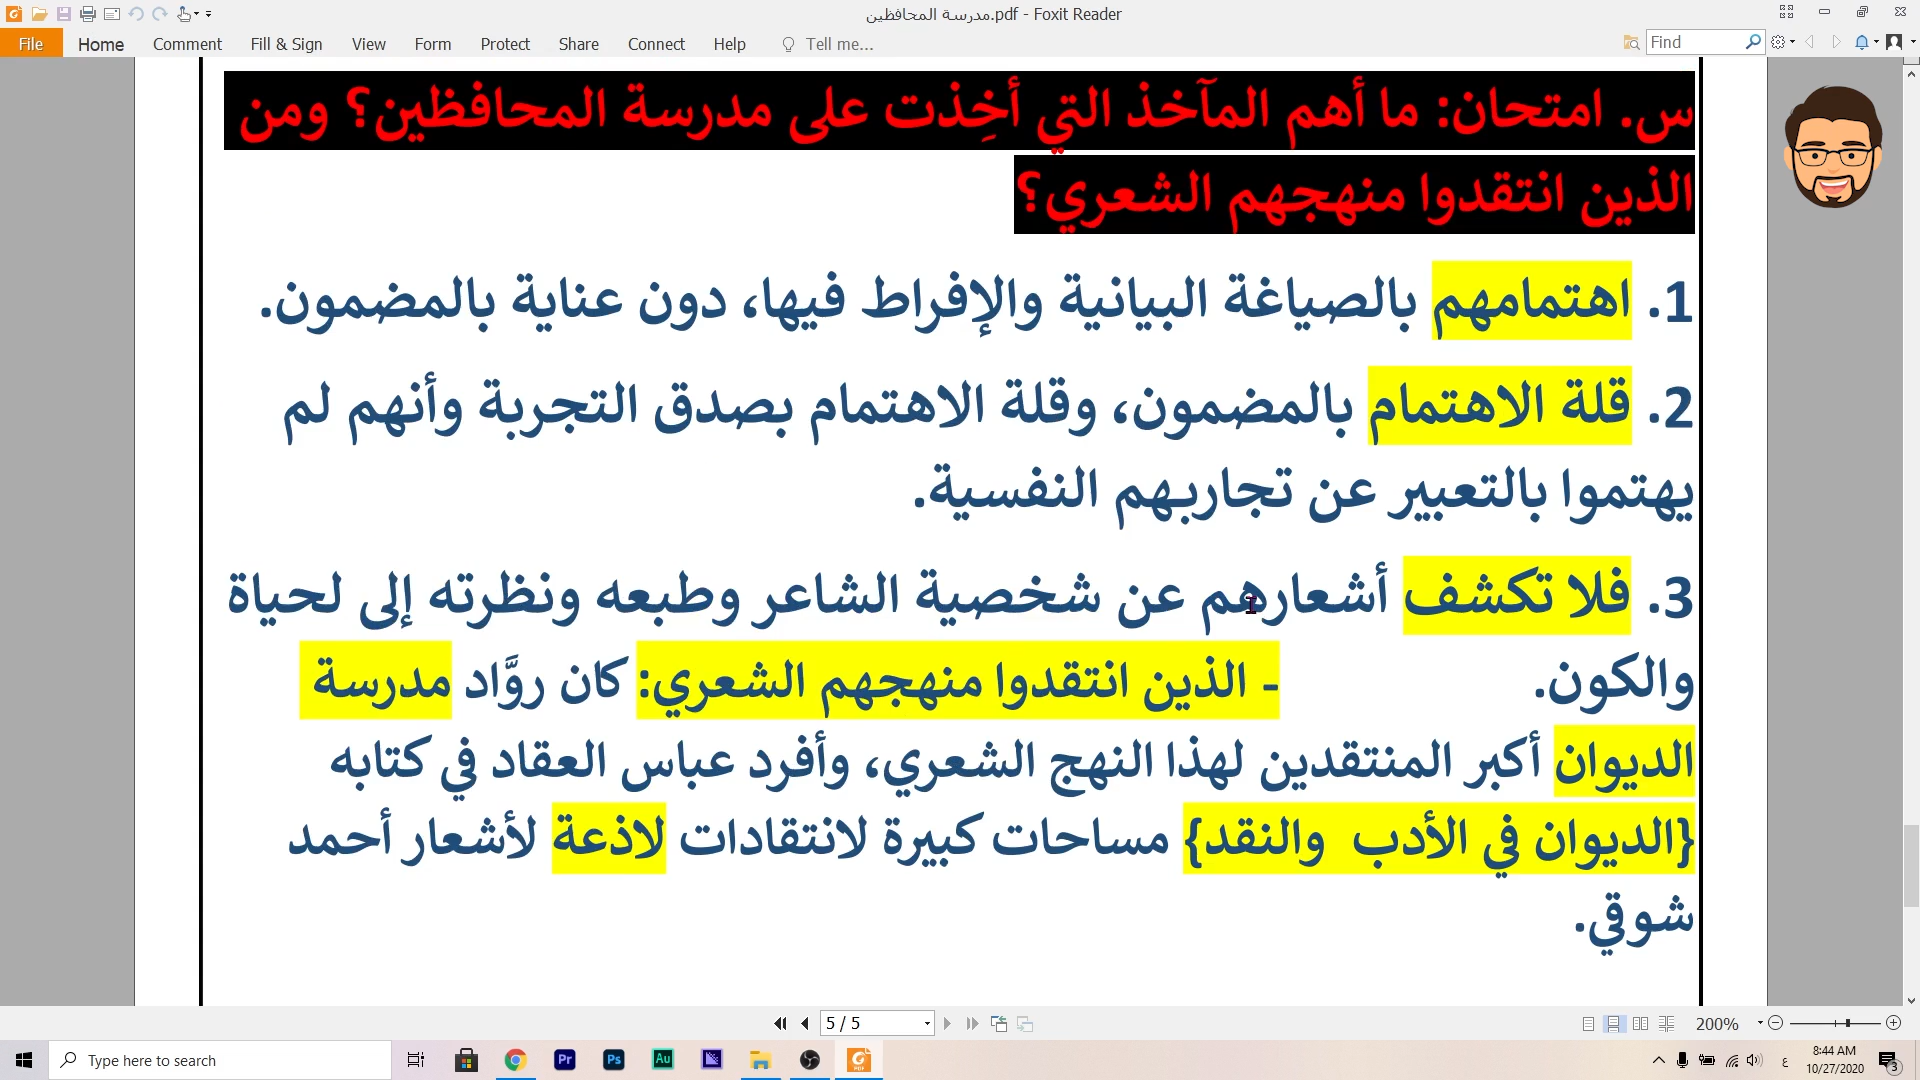 مدرسة المحافظين.pdf - Foxit Reader
File Home Comment Fill & Sign View Form Protect Share Connect Help Tell me... Find
س. امتحان: ما أهم المآخذ التي أخِذت على مدرسة المحافظين؟ ومن
الذين انتقدوا منهجهم الشعري؟
1. اهتمامهم بالصياغة البيانية والإفراط فيها، دون عناية بالمضمون.
2. قلة الاهتمام بالمضمون، وقلة الاهتمام بصدق التجربة وأنهم لم
يهتموا بالتعبير عن تجاربهم النفسية.
3. فلا تكشف أشعارهم عن شخصية الشاعر وطبعه ونظرته إلى لحياة
والكون. - الذين انتقدوا منهجهم الشعري: كان روَّاد مدرسة
الديوان أكبر المنتقدين لهذا النهج الشعري، وأفرد عباس العقاد في كتابه
{الديوان في الأدب والنقد} مساحات كبيرة لانتقادات لاذعة لأشعار أحمد
شوقي.
5 / 5 200%
Type here to search Pr Ps Au ع 8:44 AM
10/27/2020 3